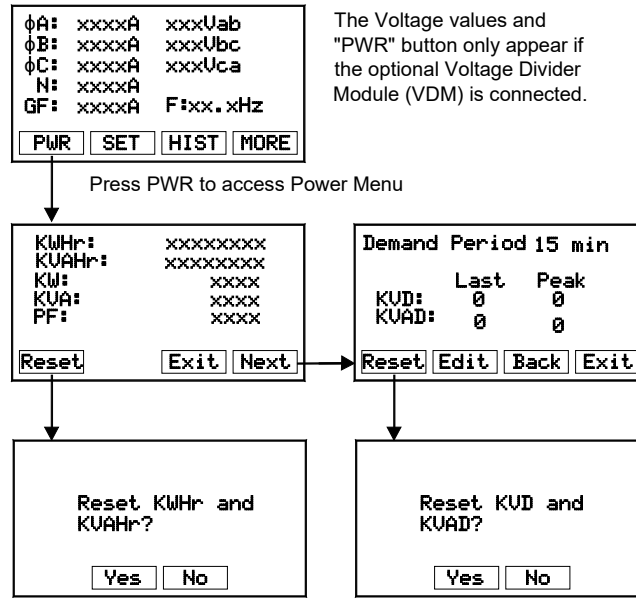 ϕA: xxxxA xxxVab
ϕB: xxxxA xxxVbc
ϕC: xxxxA xxxVca
N: xxxxA
GF: xxxxA F:xx.xHz
PWR SET HIST MORE
The Voltage values and
"PWR" button only appear if
the optional Voltage Divider
Module (VDM) is connected.
Press PWR to access Power Menu
KWHr: xxxxxxxx
KVAHr: xxxxxxxx
KW: xxxx
KVA: xxxx
PF: xxxx
Reset Exit Next
Demand Period 15 min
Last Peak
KVD: 0 0
KVAD: 0 0
Reset Edit Back Exit
Reset KWHr and
KVAHr?
Yes No
Reset KVD and
KVAD?
Yes No